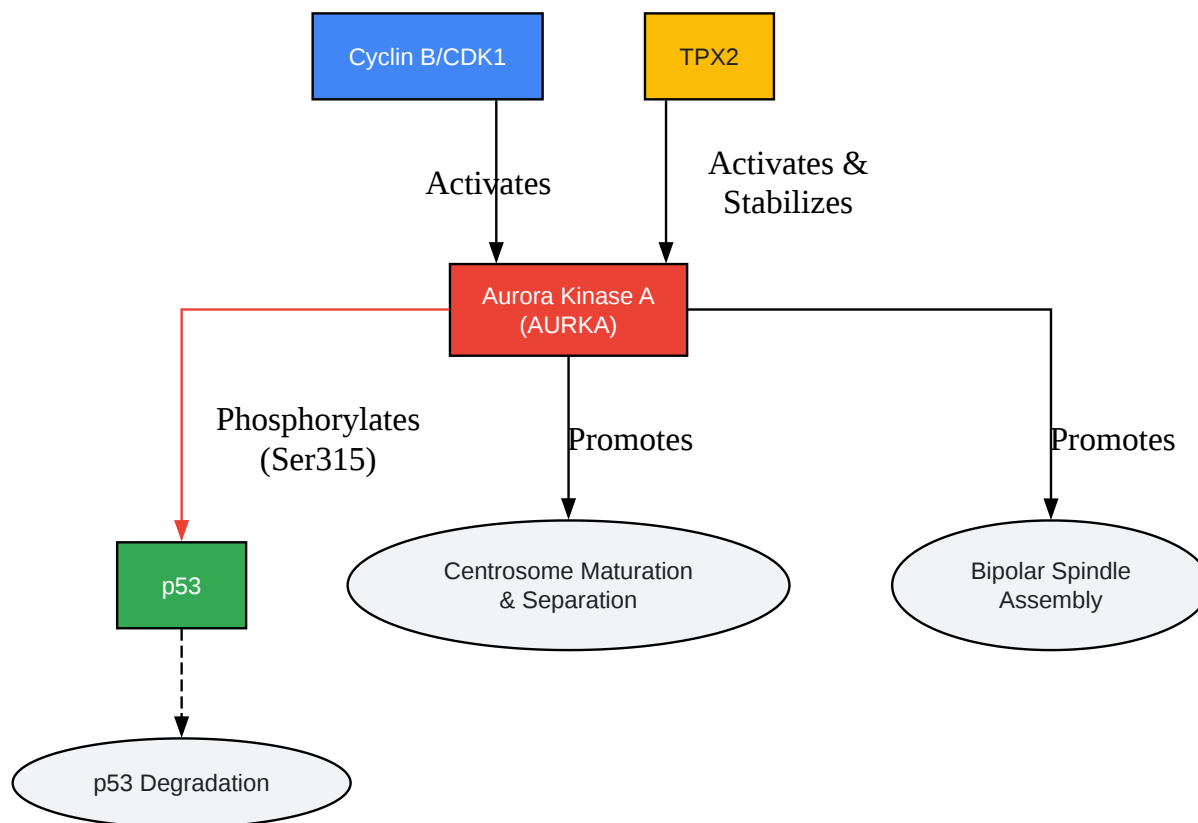 Cyclin B/CDK1
TPX2
Activates
Activates &
Stabilizes
Aurora Kinase A
(AURKA)
Phosphorylates
(Ser315)
Promotes
Promotes
p53
Centrosome Maturation
& Separation
Bipolar Spindle
Assembly
p53 Degradation